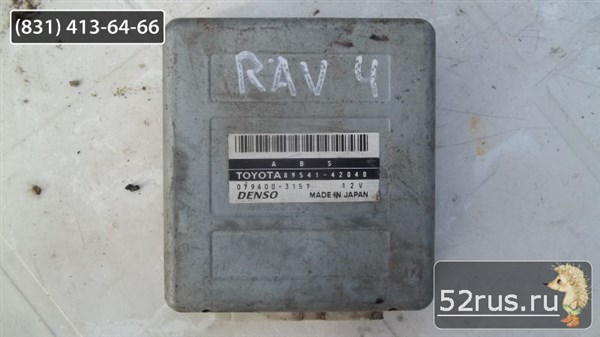 (831) 413-64-66
RAV 4
A B S
TOYOTA 89541-42040
079400-3151 12V
DENSO MADE IN JAPAN
52rus.ru